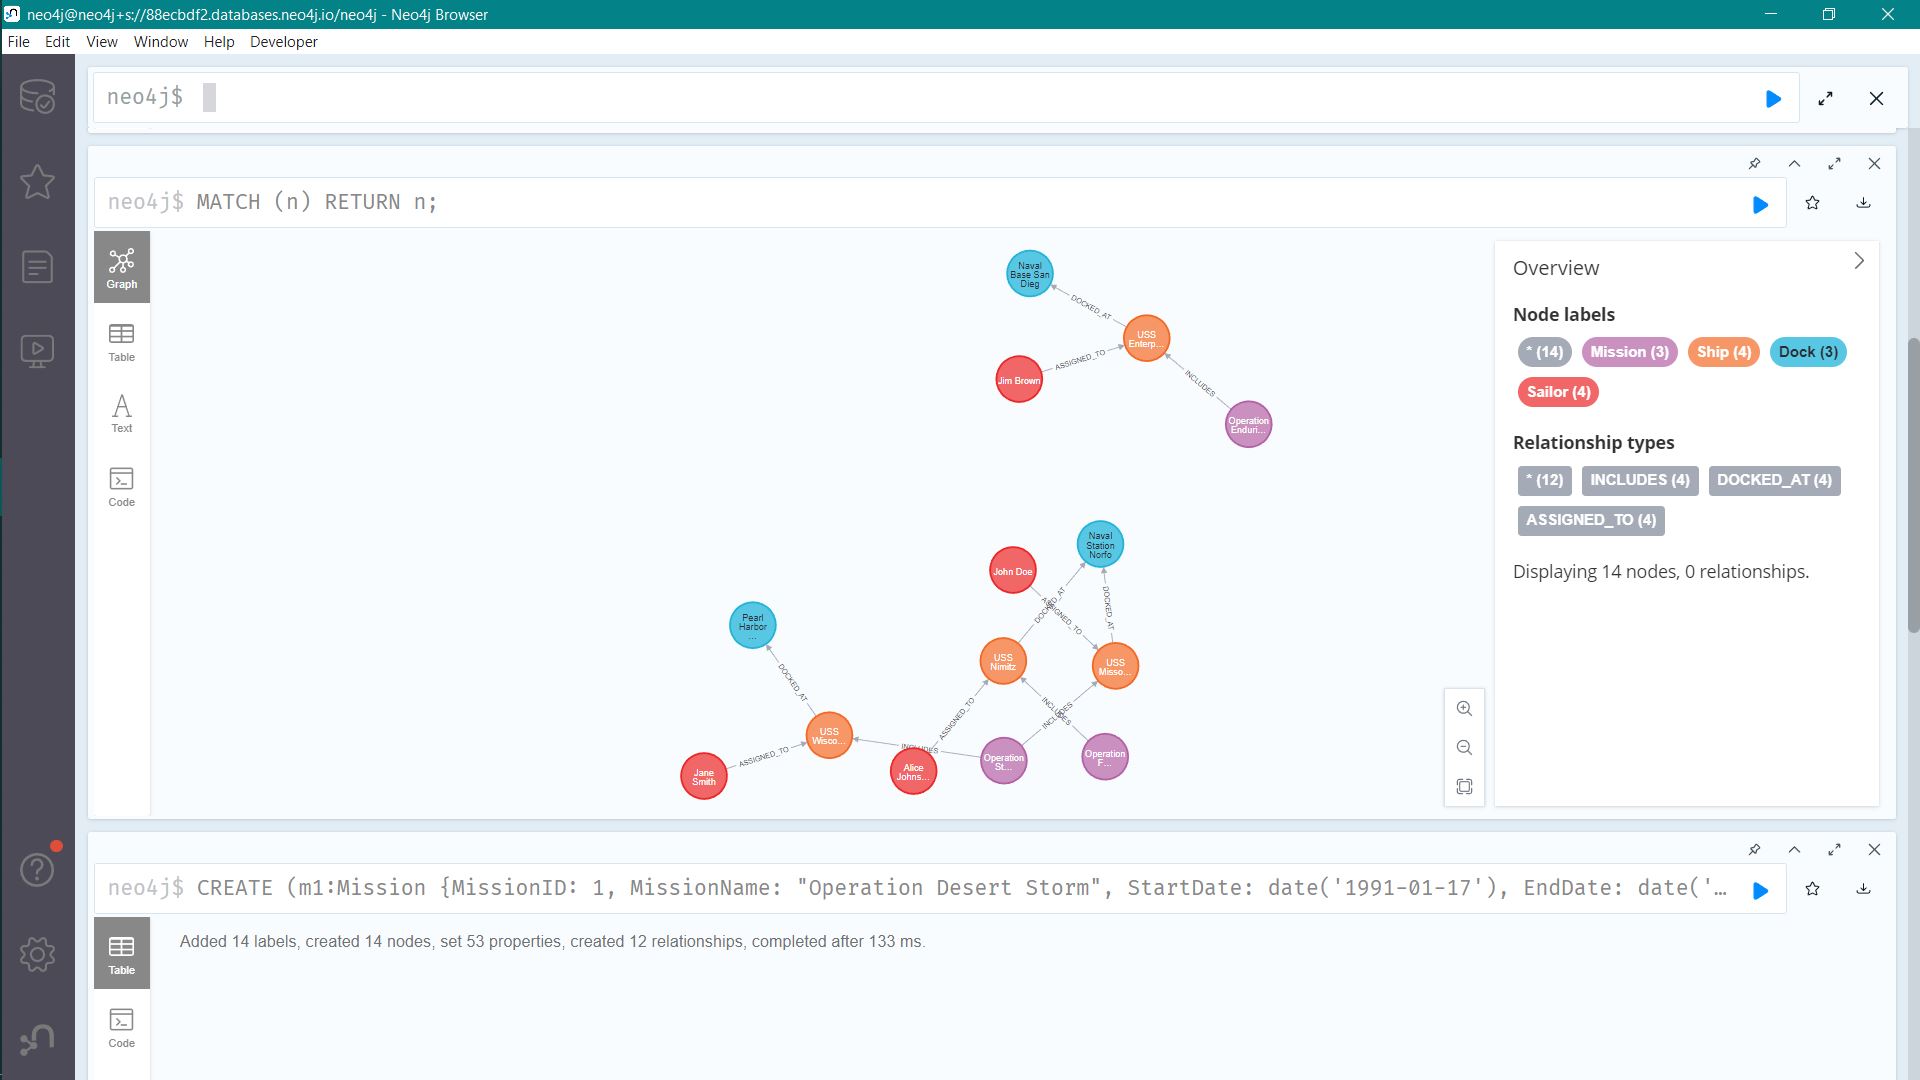 neo4j@neo4j+s://88ecbdf2.databases.neo4j.io/neo4j - Neo4j Browser
File Edit View Window Help Developer
neo4j$
neo4j$ MATCH (n) RETURN n;
Graph
Table
Text
Code
Naval
Base San
Dieg
DOCKED_AT
USS
Enterp...
ASSIGNED_TO
Jim Brown
INCLUDES
Operation
Enduri...
Naval
Station
Norfo
John Doe
DOCKED_AT
ASSIGNED_TO
DOCKED_AT
Pearl
Harbor
...
DOCKED_AT
USS
Nimitz
USS
Misso...
ASSIGNED_TO
INCLUDES
INCLUDES
USS
Wisco...
ASSIGNED_TO
INCLUDES
Jane
Smith
Alice
Johns...
Operation
St...
Operation
F...
Overview
Node labels
* (14) Mission (3) Ship (4) Dock (3)
Sailor (4)
Relationship types
* (12) INCLUDES (4) DOCKED_AT (4)
ASSIGNED_TO (4)
Displaying 14 nodes, 0 relationships.
neo4j$ CREATE (m1:Mission {MissionID: 1, MissionName: "Operation Desert Storm", StartDate: date('1991-01-17'), EndDate: date('…
Table
Code
Added 14 labels, created 14 nodes, set 53 properties, created 12 relationships, completed after 133 ms.